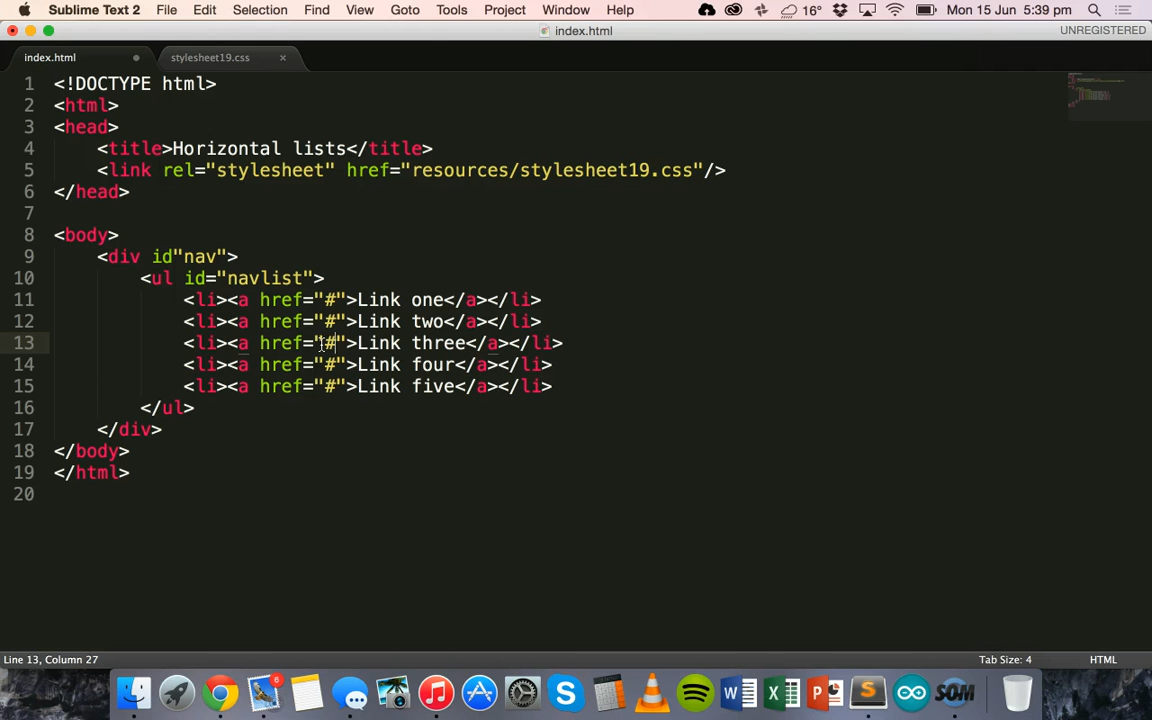 Sublime Text 2 File Edit Selection Find View Goto Tools Project Window Help 16° Mon 15 Jun 5:39 pm
index.html UNREGISTERED
index.html stylesheet19.css ×
1 <!DOCTYPE html>
2 <html>
3 <head>
4 <title>Horizontal lists</title>
5 <link rel="stylesheet" href="resources/stylesheet19.css"/>
6 </head>
7
8 <body>
9 <div id"nav">
10 <ul id="navlist">
11 <li><a href="#">Link one</a></li>
12 <li><a href="#">Link two</a></li>
13 <li><a href="#">Link three</a></li>
14 <li><a href="#">Link four</a></li>
15 <li><a href="#">Link five</a></li>
16 </ul>
17 </div>
18 </body>
19 </html>
20
Line 13, Column 27 Tab Size: 4 HTML
6
SOM